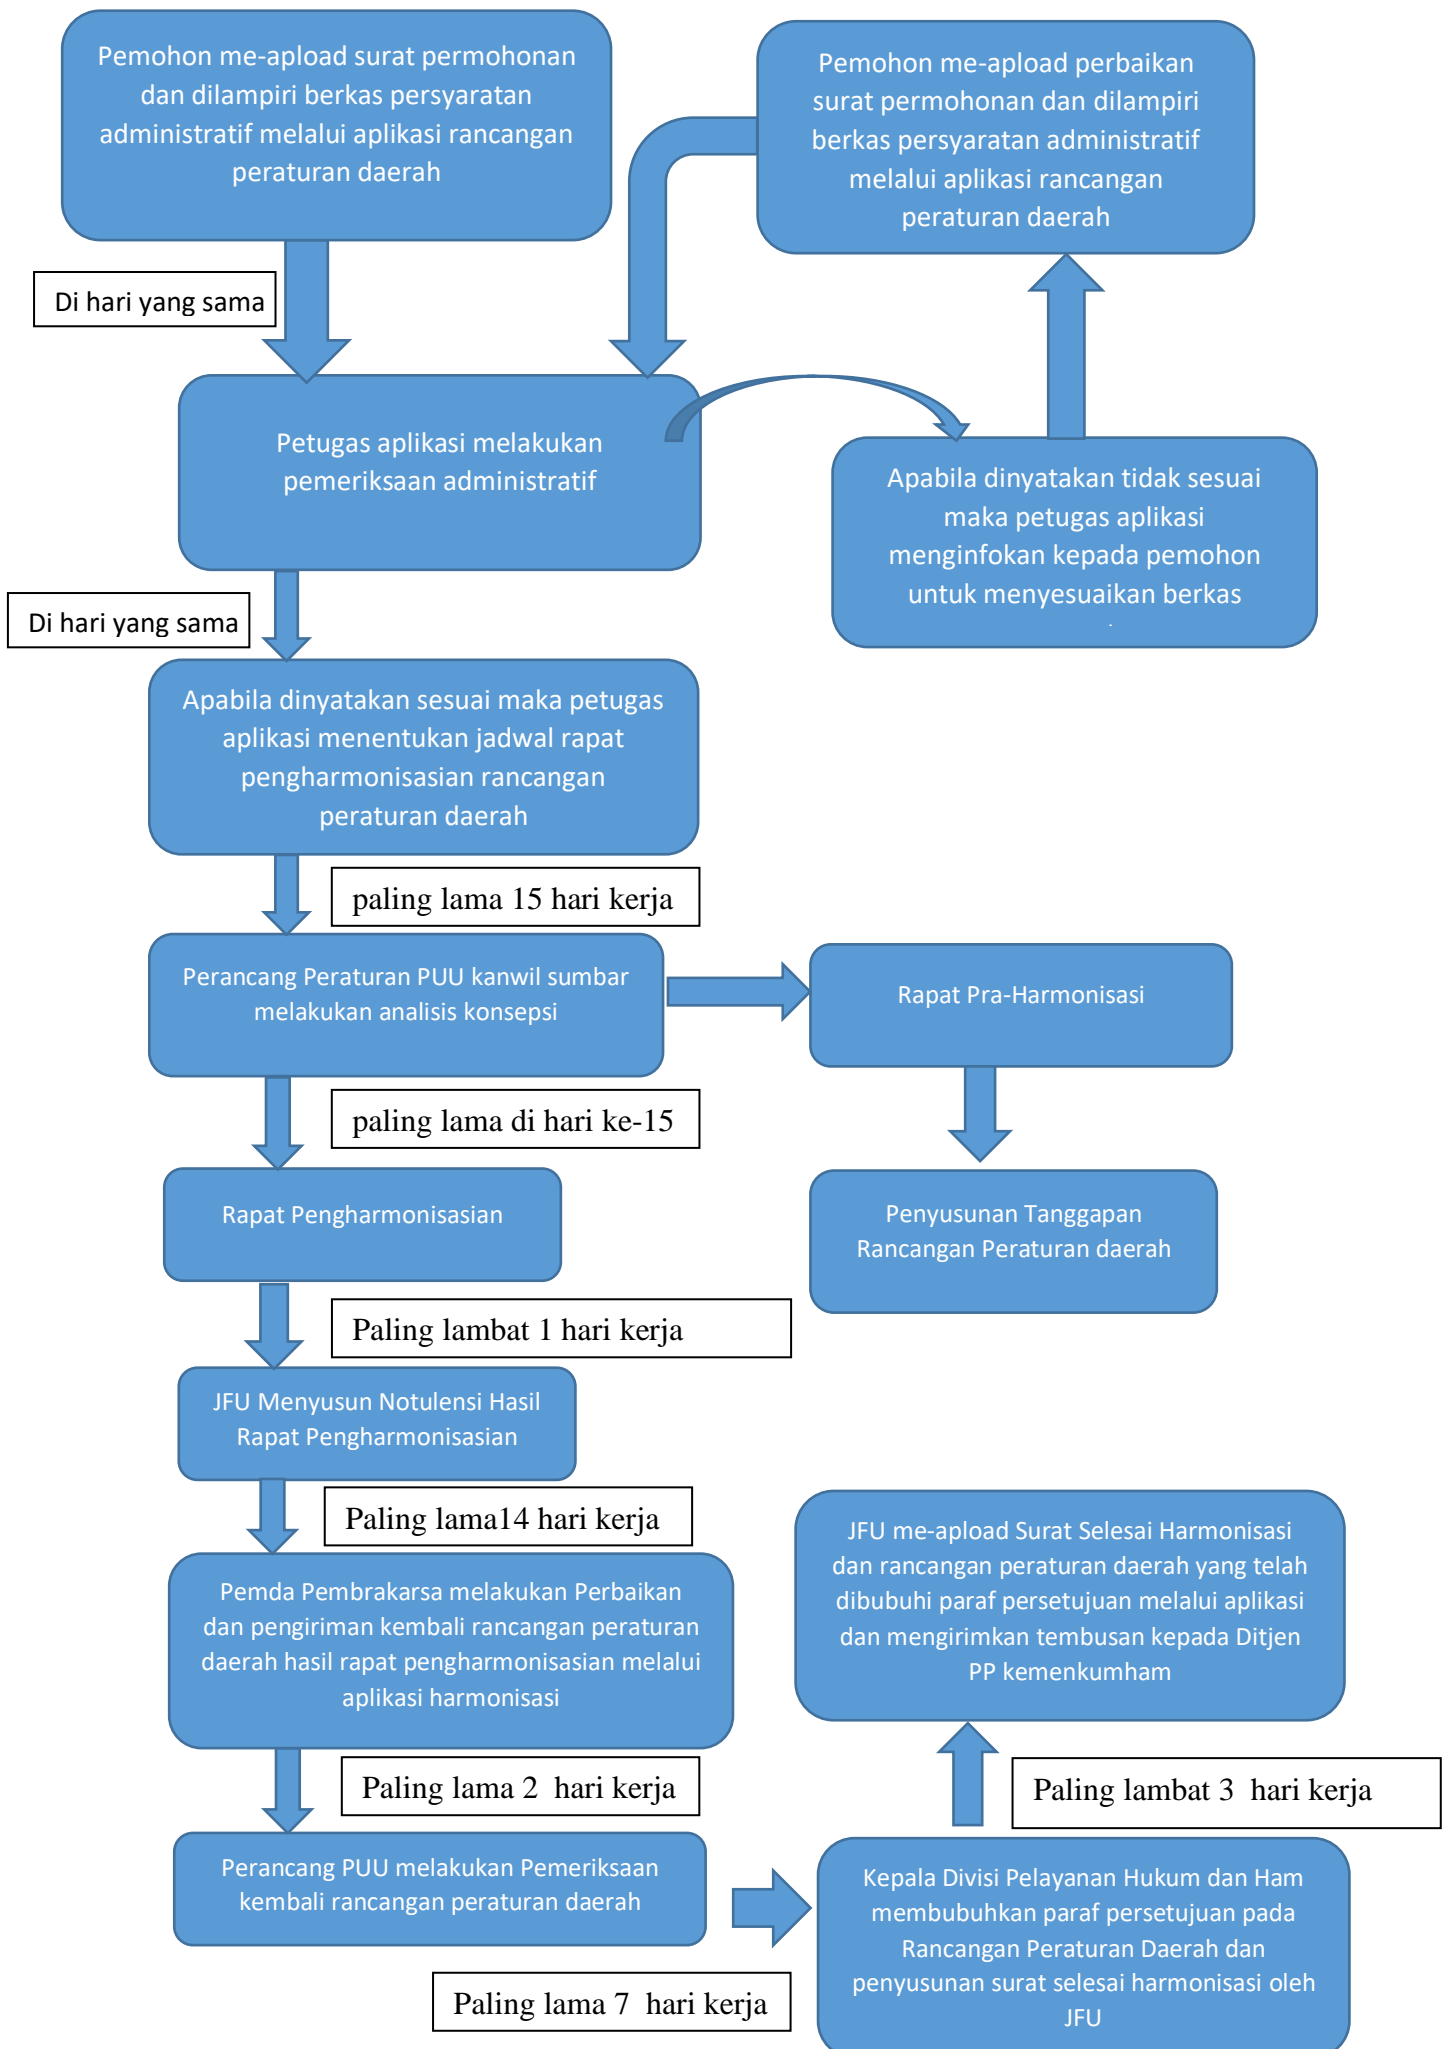 Pemohon me-apload surat permohonan
dan dilampiri berkas persyaratan
administratif melalui aplikasi rancangan
peraturan daerah
Pemohon me-apload perbaikan
surat permohonan dan dilampiri
berkas persyaratan administratif
melalui aplikasi rancangan
peraturan daerah
Di hari yang sama
Petugas aplikasi melakukan
pemeriksaan administratif
Apabila dinyatakan tidak sesuai
maka petugas aplikasi
menginfokan kepada pemohon
untuk menyesuaikan berkas
Di hari yang sama
Apabila dinyatakan sesuai maka petugas
aplikasi menentukan jadwal rapat
pengharmonisasian rancangan
peraturan daerah
paling lama 15 hari kerja
Perancang Peraturan PUU kanwil sumbar
melakukan analisis konsepsi
Rapat Pra-Harmonisasi
paling lama di hari ke-15
Rapat Pengharmonisasian
Penyusunan Tanggapan
Rancangan Peraturan daerah
Paling lambat 1 hari kerja
JFU Menyusun Notulensi Hasil
Rapat Pengharmonisasian
Paling lama14 hari kerja
Pemda Pembrakarsa melakukan Perbaikan
dan pengiriman kembali rancangan peraturan
daerah hasil rapat pengharmonisasian melalui
aplikasi harmonisasi
JFU me-apload Surat Selesai Harmonisasi
dan rancangan peraturan daerah yang telah
dibubuhi paraf persetujuan melalui aplikasi
dan mengirimkan tembusan kepada Ditjen
PP kemenkumham
Paling lama 2  hari kerja
Paling lambat 3  hari kerja
Perancang PUU melakukan Pemeriksaan
kembali rancangan peraturan daerah
Kepala Divisi Pelayanan Hukum dan Ham
membubuhkan paraf persetujuan pada
Rancangan Peraturan Daerah dan
penyusunan surat selesai harmonisasi oleh
JFU
Paling lama 7  hari kerja